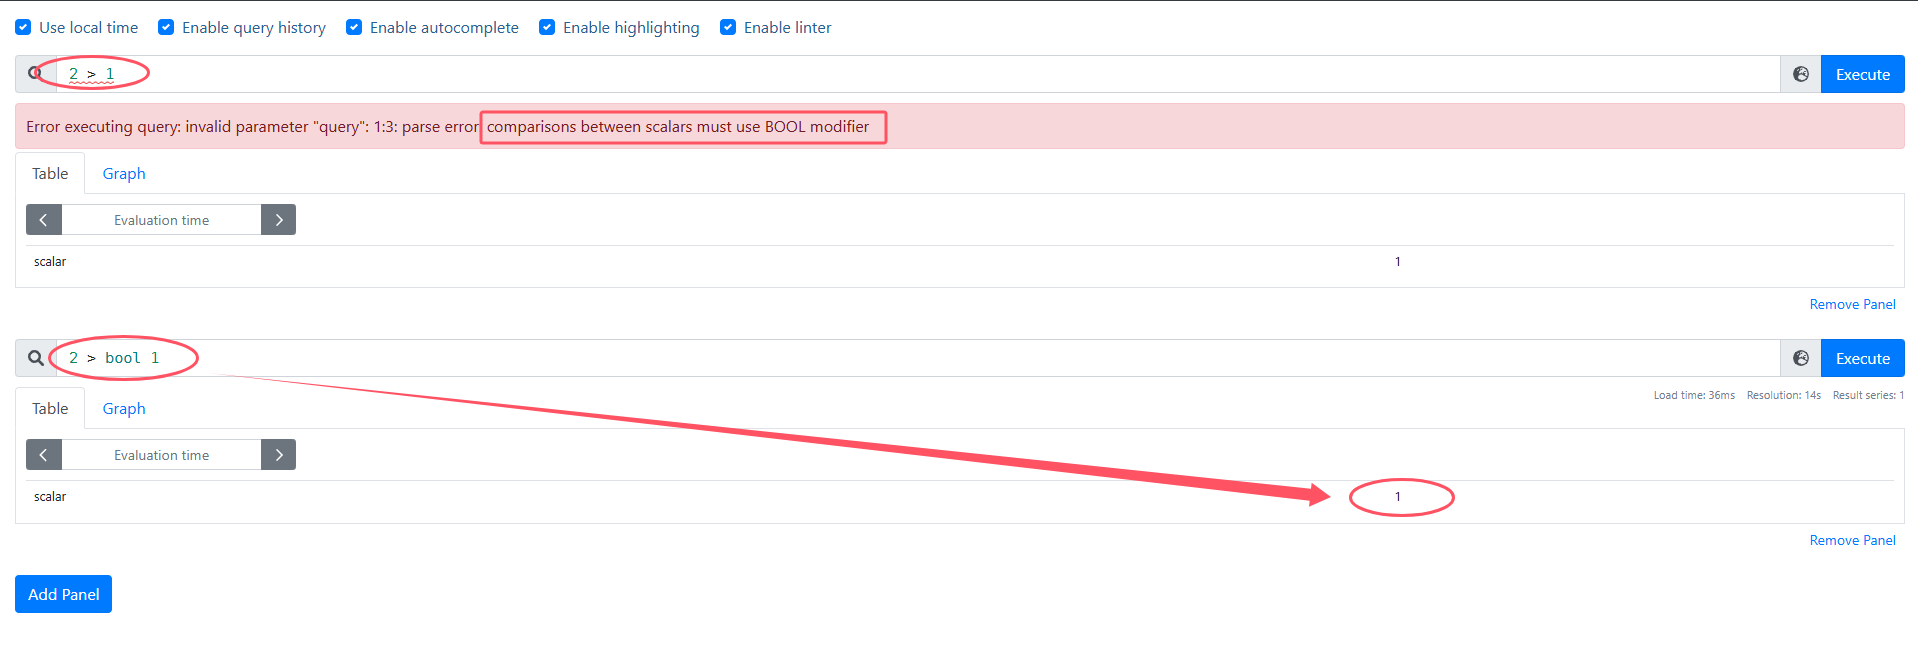 Use local time Enable query history Enable autocomplete Enable highlighting Enable linter
2 > 1 Execute
Error executing query: invalid parameter "query": 1:3: parse error: comparisons between scalars must use BOOL modifier
Table Graph
Evaluation time
scalar 1
Remove Panel
2 > bool 1 Execute
Load time: 36ms Resolution: 14s Result series: 1
Table Graph
Evaluation time
scalar 1
Remove Panel
Add Panel